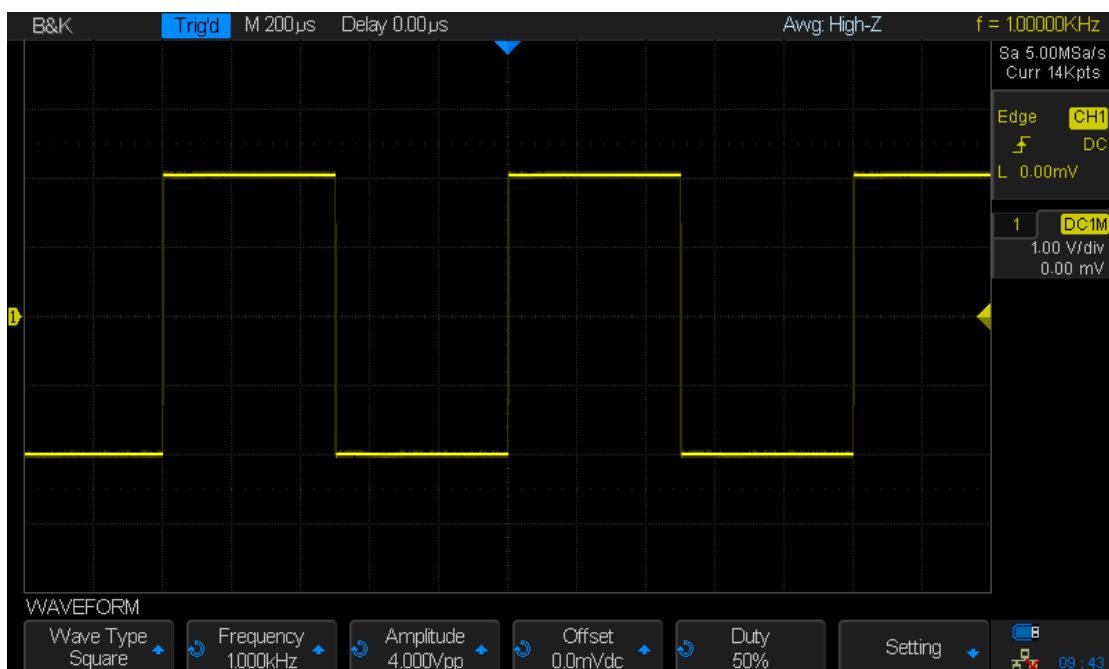 B&K Trig'd M 200μs Delay 0.00μs Awg: High-Z f = 1.00000KHz
Sa 5.00MSa/s
Curr 14Kpts
Edge CH1
DC
L 0.00mV
1 DC1M
1.00 V/div
0.00 mV
1
WAVEFORM
Wave Type Frequency Amplitude Offset Duty Setting
Square 1.000kHz 4.000Vpp 0.0mVdc 50%
09:43